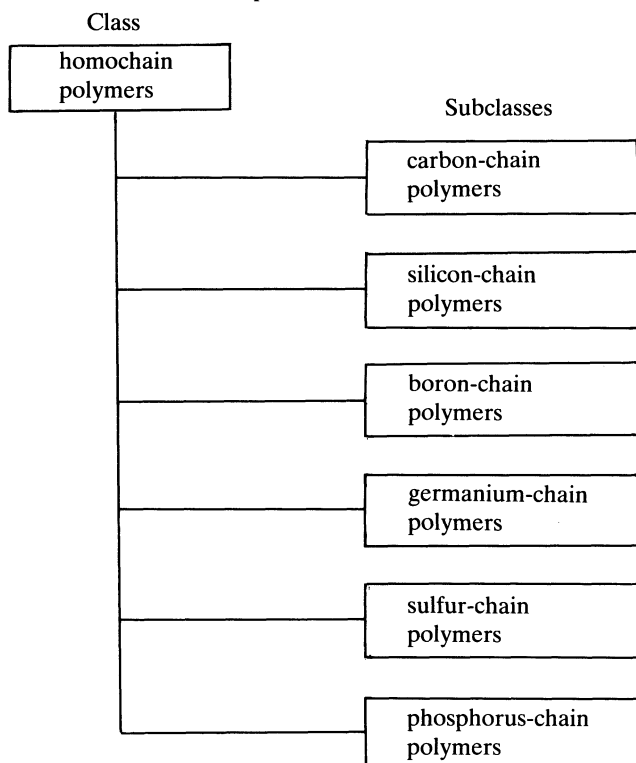 Class
homochain
polymers
Subclasses
carbon-chain
polymers
silicon-chain
polymers
boron-chain
polymers
germanium-chain
polymers
sulfur-chain
polymers
phosphorus-chain
polymers